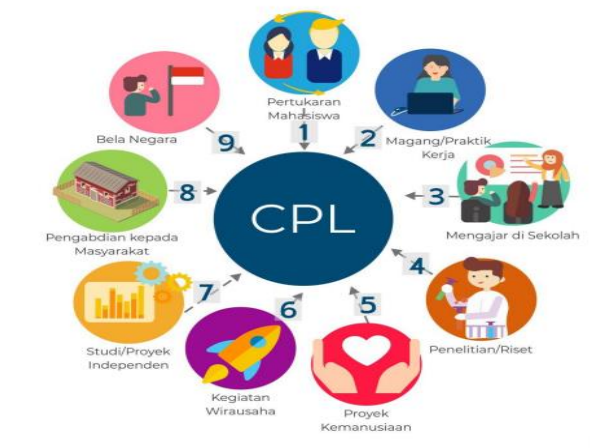 Pertukaran
Mahasiswa
1
2
Magang/Praktik
Kerja
3
Mengajar di Sekolah
4
Penelitian/Riset
5
Proyek
Kemanusiaan
6
Kegiatan
Wirausaha
7
Studi/Proyek
Independen
8
Pengabdian kepada
Masyarakat
9
Bela Negara
CPL